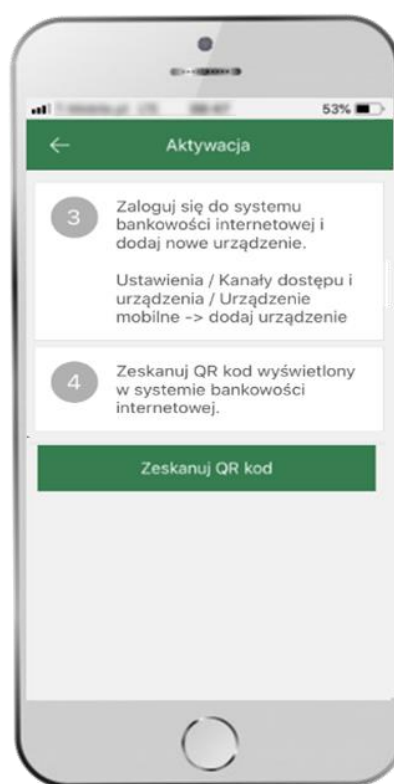 53%
Aktywacja
3
Zaloguj się do systemu
bankowości internetowej i
dodaj nowe urządzenie.
Ustawienia / Kanały dostępu i
urządzenia / Urządzenie
mobilne -> dodaj urządzenie
4
Zeskanuj QR kod wyświetlony
w systemie bankowości
internetowej.
Zeskanuj QR kod